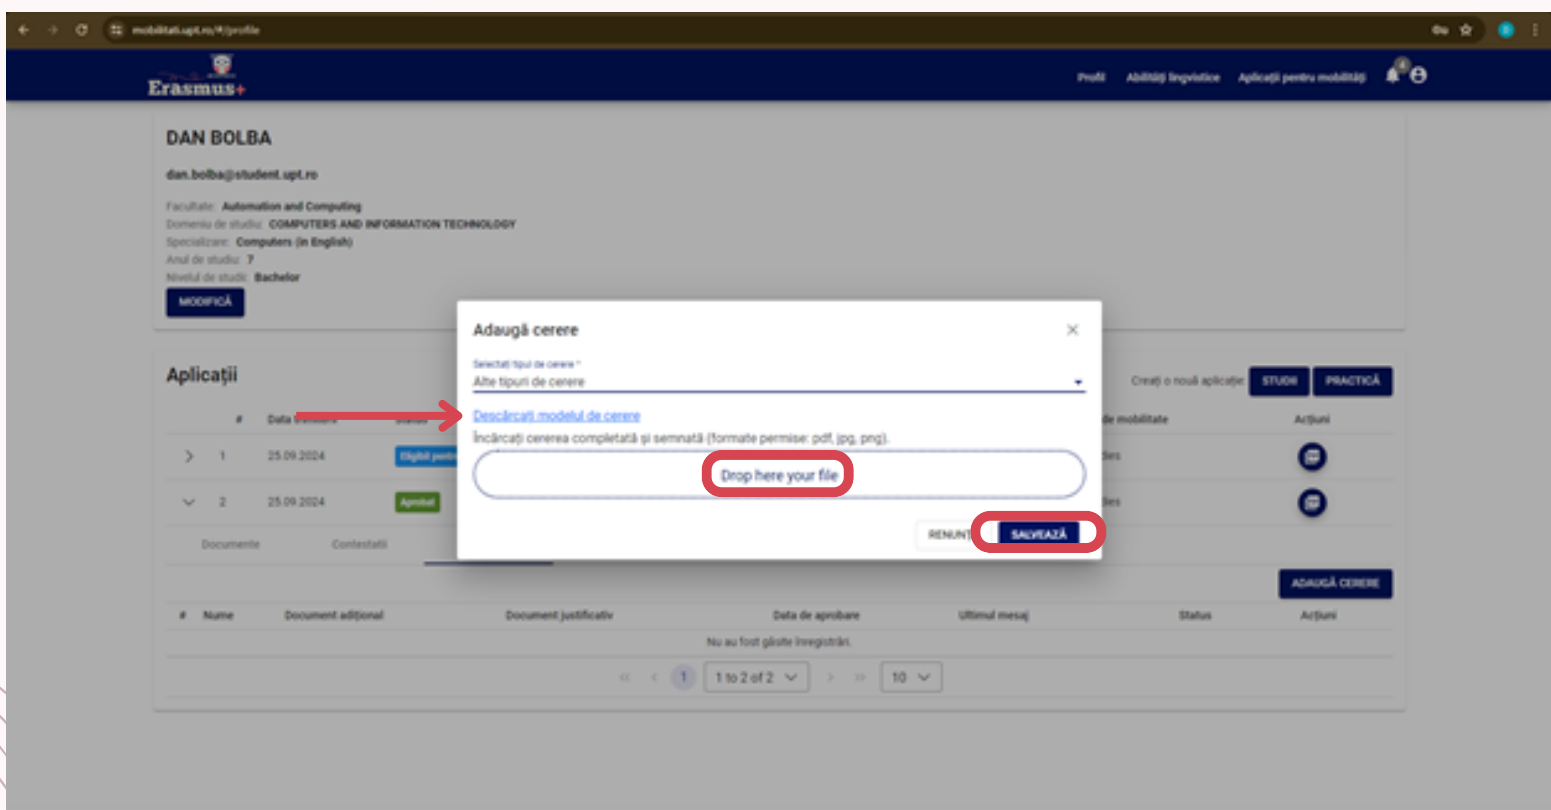 mobilitati.upt.ro/#/profile
Erasmus+
Profil Abilități lingvistice Aplicații pentru mobilități 4
DAN BOLBA
dan.bolba@student.upt.ro
Facultate: Automation and Computing
Domeniu de studiu: COMPUTERS AND INFORMATION TECHNOLOGY
Specializare: Computers (in English)
Anul de studiu: 7
Nivelul de studii: Bachelor
MODIFICĂ
Adaugă cerere
Selectați tipul de cerere *
Alte tipuri de cerere
Descărcați modelul de cerere
Încărcați cererea completată și semnată (formate permise: pdf, jpg, png).
Drop here your file
SALVEAZĂ
Aplicații
Creați o nouă aplicație: STUDII PRACTICĂ
# Data de mobilitate Acțiuni
1 25.09.2024 Eligibil
2 25.09.2024 Aprobat
Documente Contestatii
ADAUGĂ CERERE
# Nume Document adițional Document justificativ Data de aprobare Ultimul mesaj Status Acțiuni
Nu au fost găsite înregistrări.
<< < 1 1 to 2 of 2 > >> 10